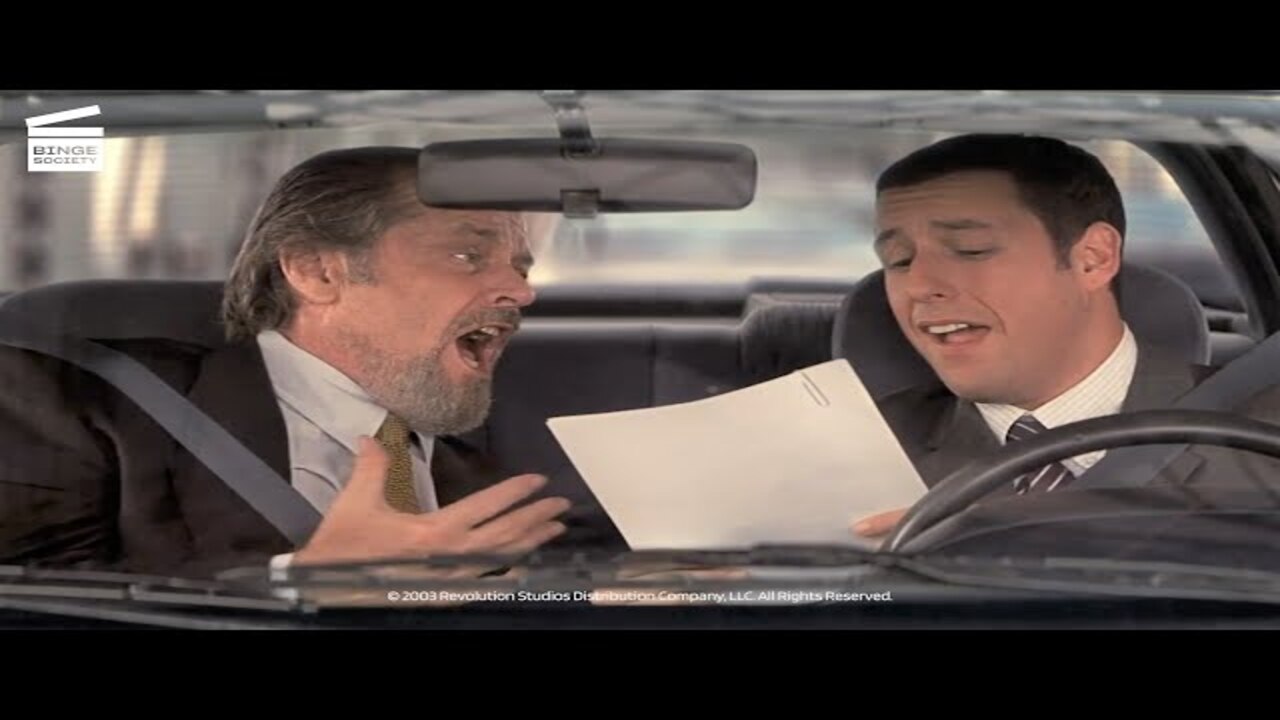 BINGE
SOCIETY
© 2003 Revolution Studios Distribution Company, LLC. All Rights Reserved.